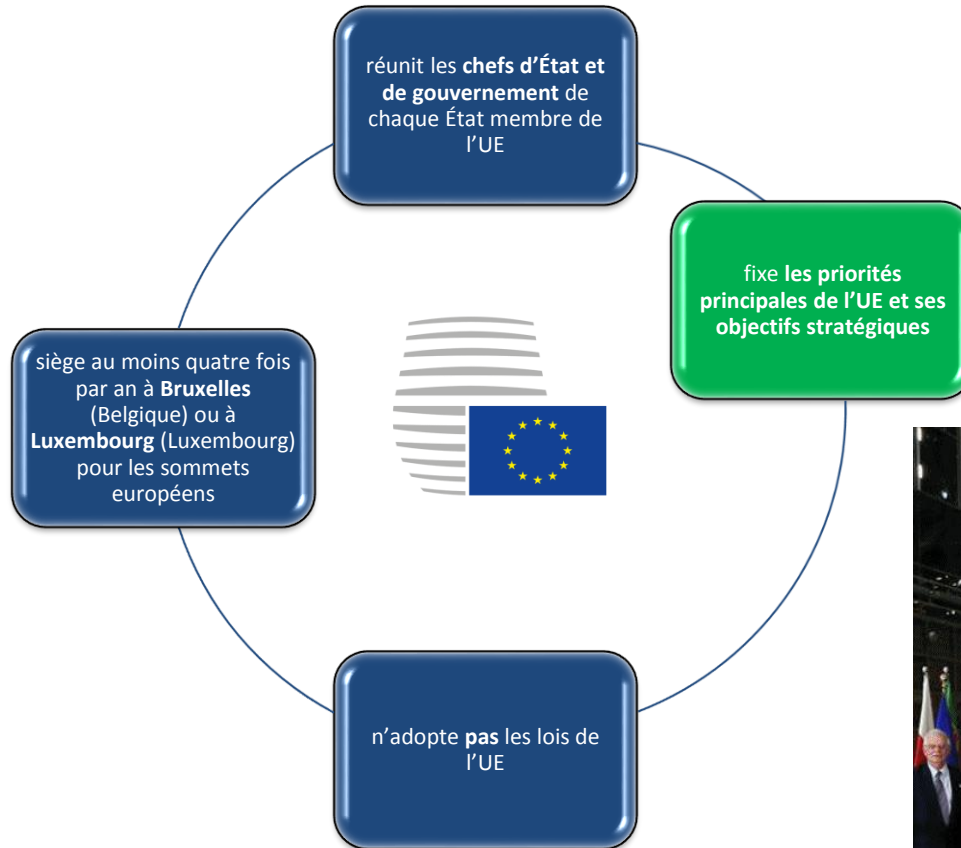 réunit les chefs d’État et
de gouvernement de
chaque État membre de
l’UE
fixe les priorités
principales de l’UE et ses
objectifs stratégiques
siège au moins quatre fois
par an à Bruxelles
(Belgique) ou à
Luxembourg (Luxembourg)
pour les sommets
européens
n’adopte pas les lois de
l’UE